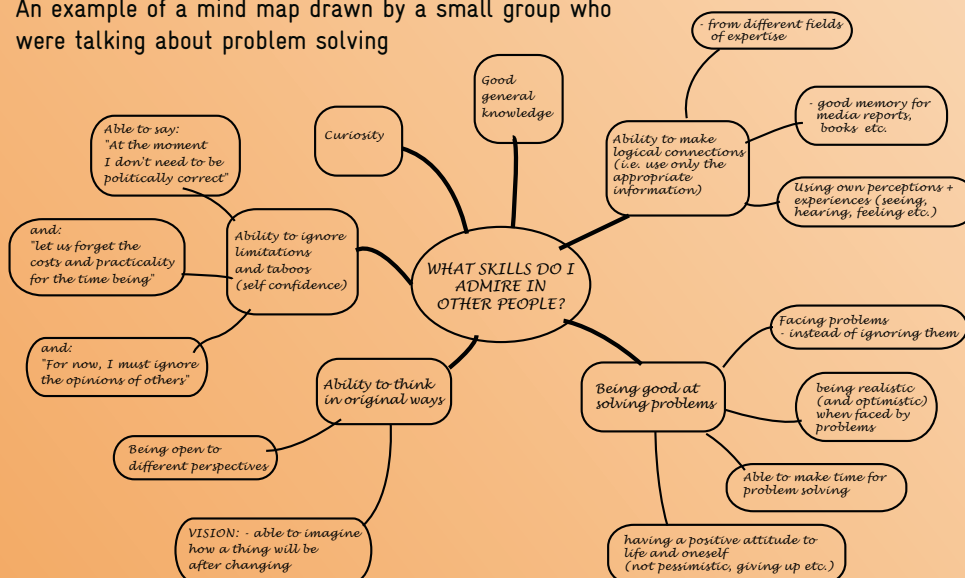 An example of a mind map drawn by a small group who
were talking about problem solving
WHAT SKILLS DO I
ADMIRE IN
OTHER PEOPLE?
Curiosity
Good
general
knowledge
Ability to make
logical connections
(i.e. use only the
appropriate
information)
- from different fields
of expertise
- good memory for
media reports,
books etc.
Using own perceptions +
experiences (seeing,
hearing, feeling etc.)
Being good at
solving problems
Facing problems
- instead of ignoring them
being realistic
(and optimistic)
when faced by
problems
Able to make time for
problem solving
having a positive attitude to
life and oneself
(not pessimistic, giving up etc.)
Ability to think
in original ways
Being open to
different perspectives
VISION: - able to imagine
how a thing will be
after changing
Ability to ignore
limitations
and taboos
(self confidence)
Able to say:
"At the moment
I don't need to be
politically correct"
and:
"let us forget the
costs and practicality
for the time being"
and:
"For now, I must ignore
the opinions of others"